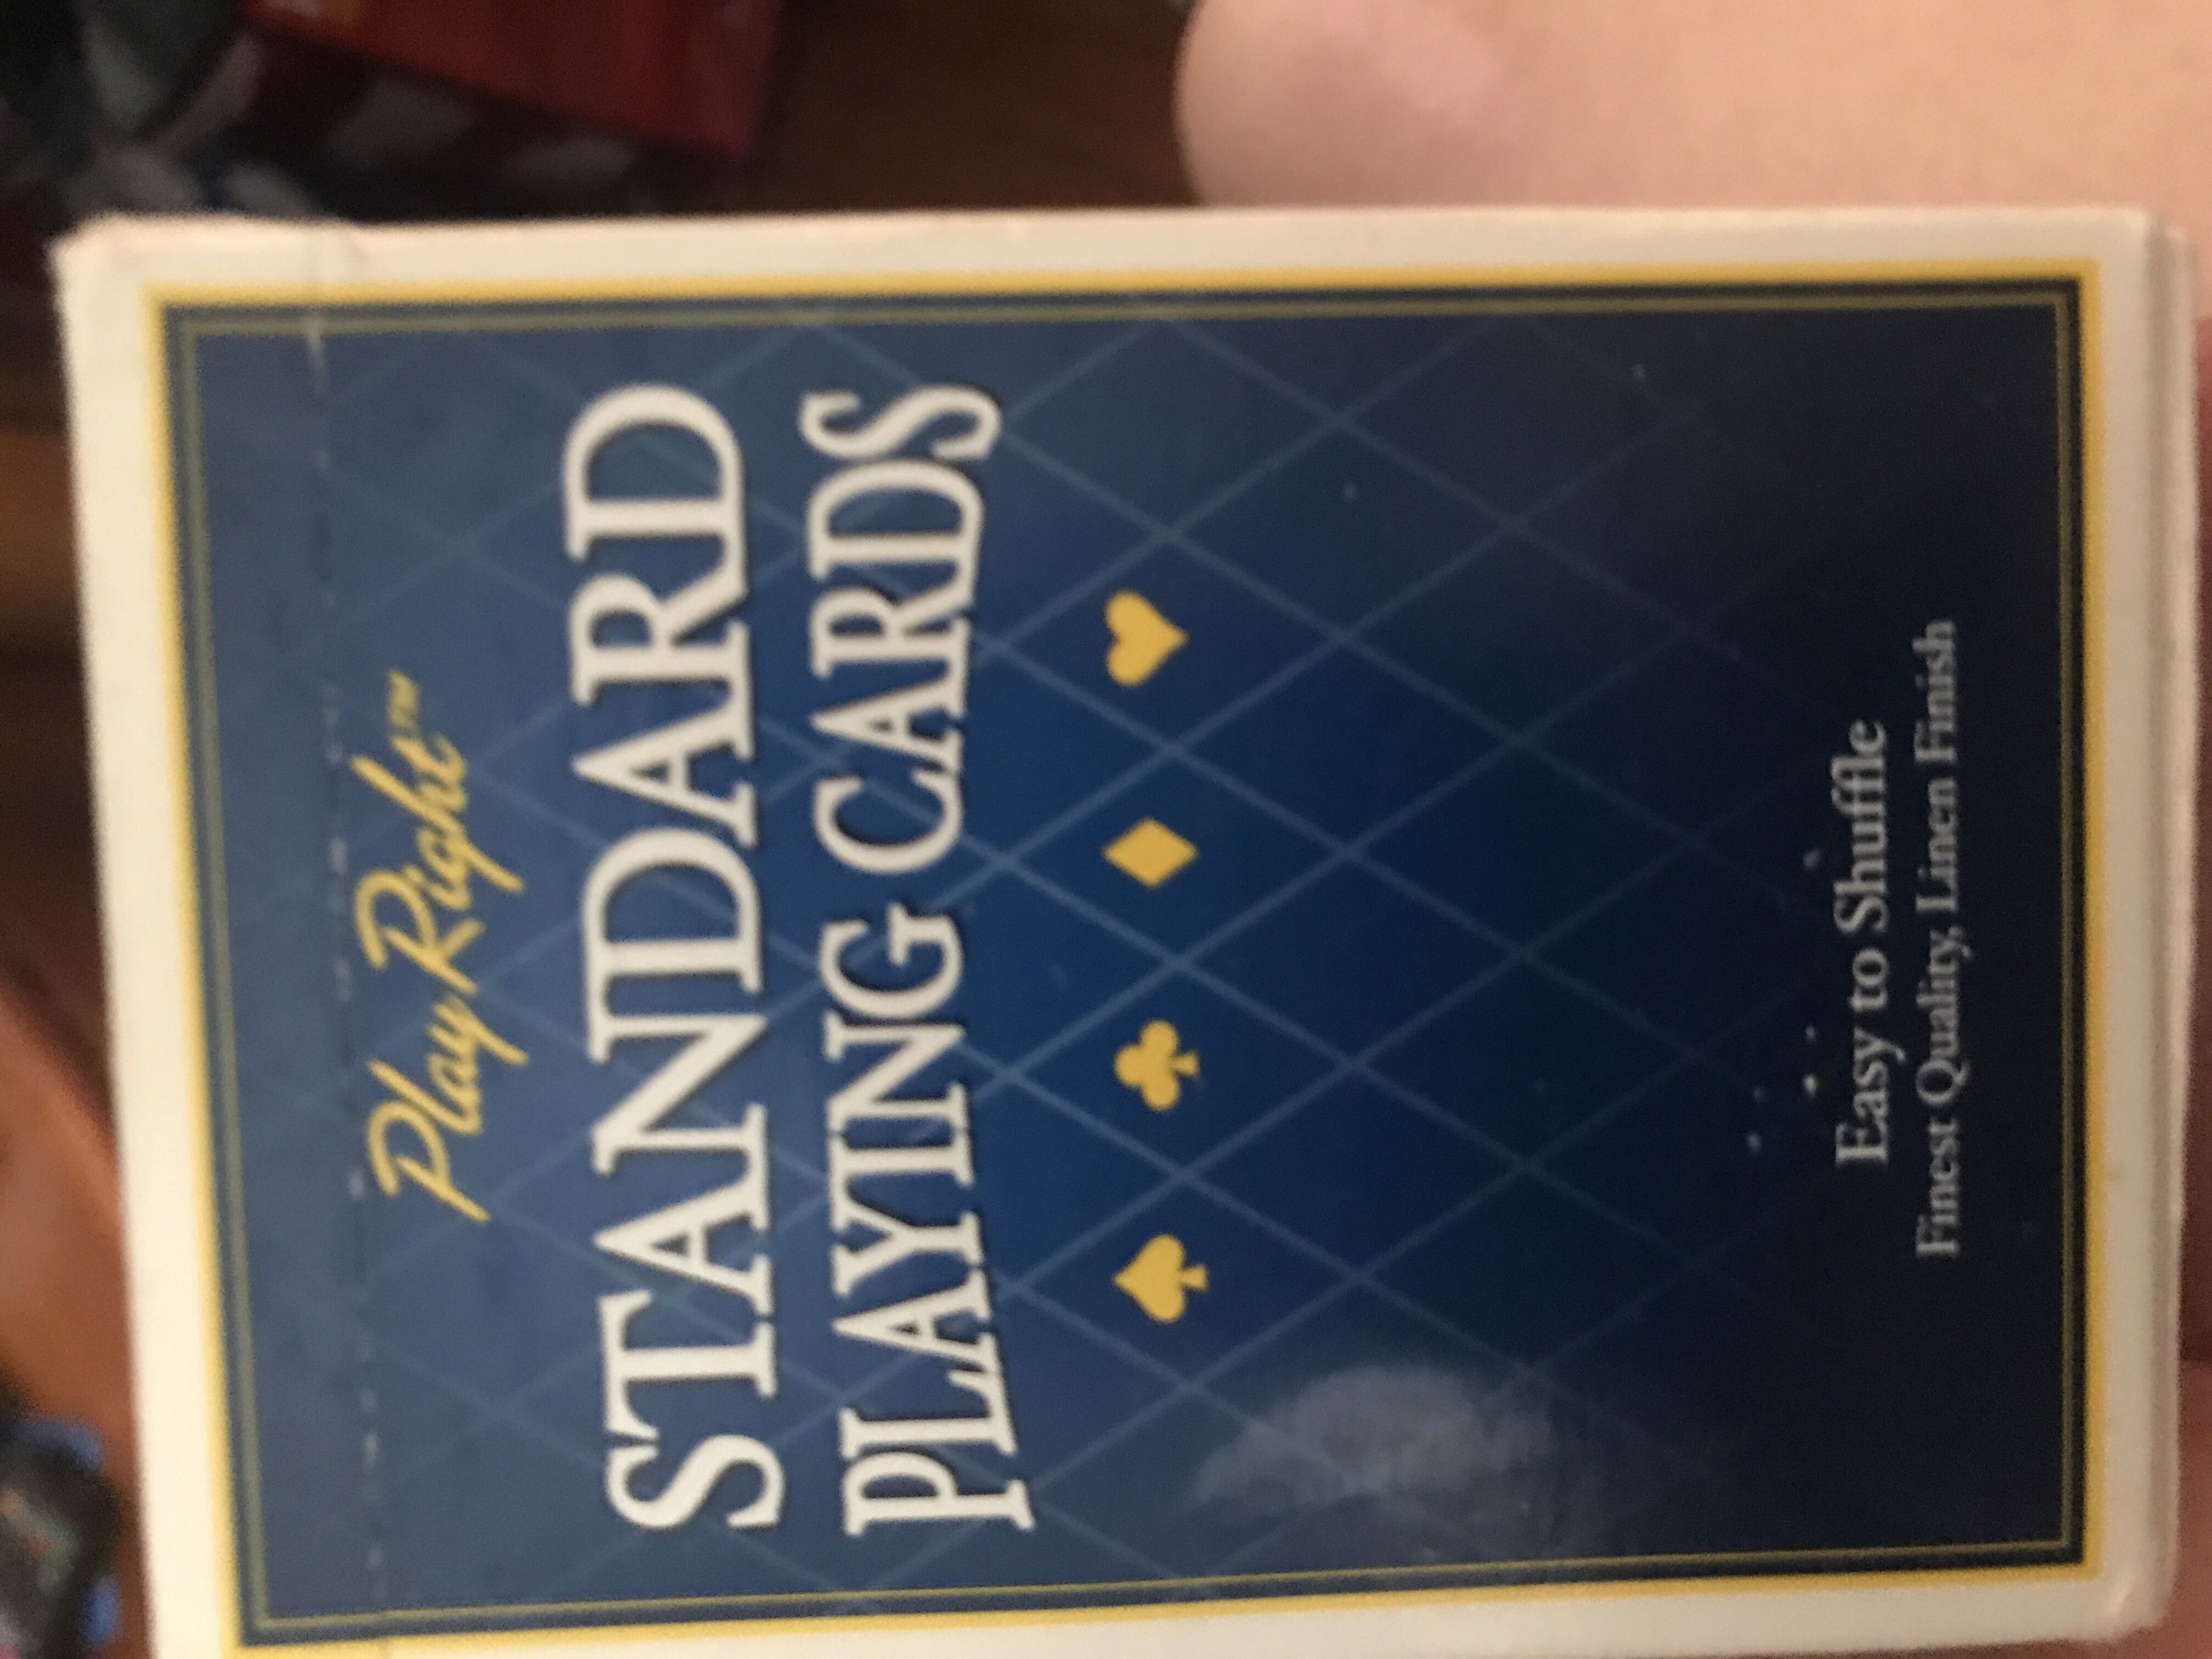 Play Right™
STANDARD
PLAYING CARDS
Easy to Shuffle
Finest Quality, Linen Finish